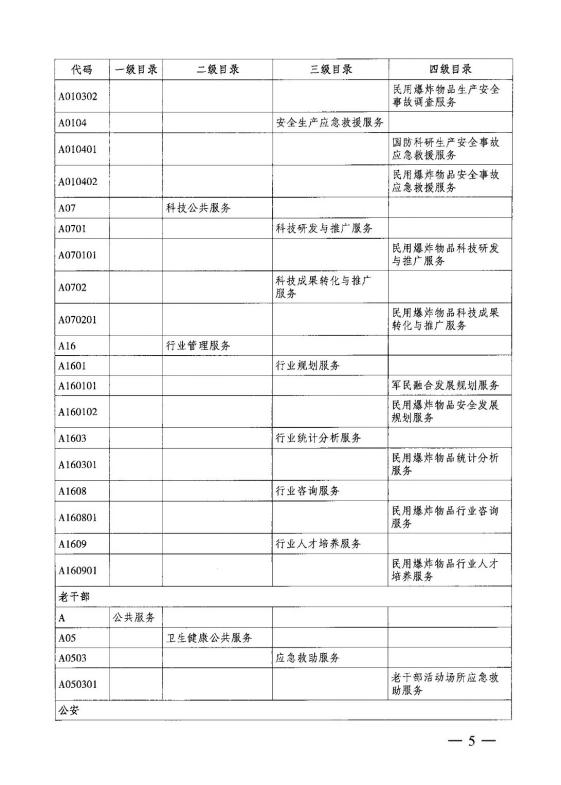 代码 一级目录 二级目录 三级目录 四级目录
A010302 民用爆炸物品生产安全
事故调查服务
A0104 安全生产应急救援服务
A010401 国防科研生产安全事故
应急救援服务
A010402 民用爆炸物品安全事故
应急救援服务
A07 科技公共服务
A0701 科技研发与推广服务
A070101 民用爆炸物品科技研发
与推广服务
A0702 科技成果转化与推广
服务
A070201 民用爆炸物品科技成果
转化与推广服务
A16 行业管理服务
A1601 行业规划服务
A160101 军民融合发展规划服务
A160102 民用爆炸物品安全发展
规划服务
A1603 行业统计分析服务
A160301 民用爆炸物品统计分析
服务
A1608 行业咨询服务
A160801 民用爆炸物品行业咨询
服务
A1609 行业人才培养服务
A160901 民用爆炸物品行业人才
培养服务
老干部
A 公共服务
A05 卫生健康公共服务
A0503 应急救助服务
A050301 老干部活动场所应急救
助服务
公安
— 5 —